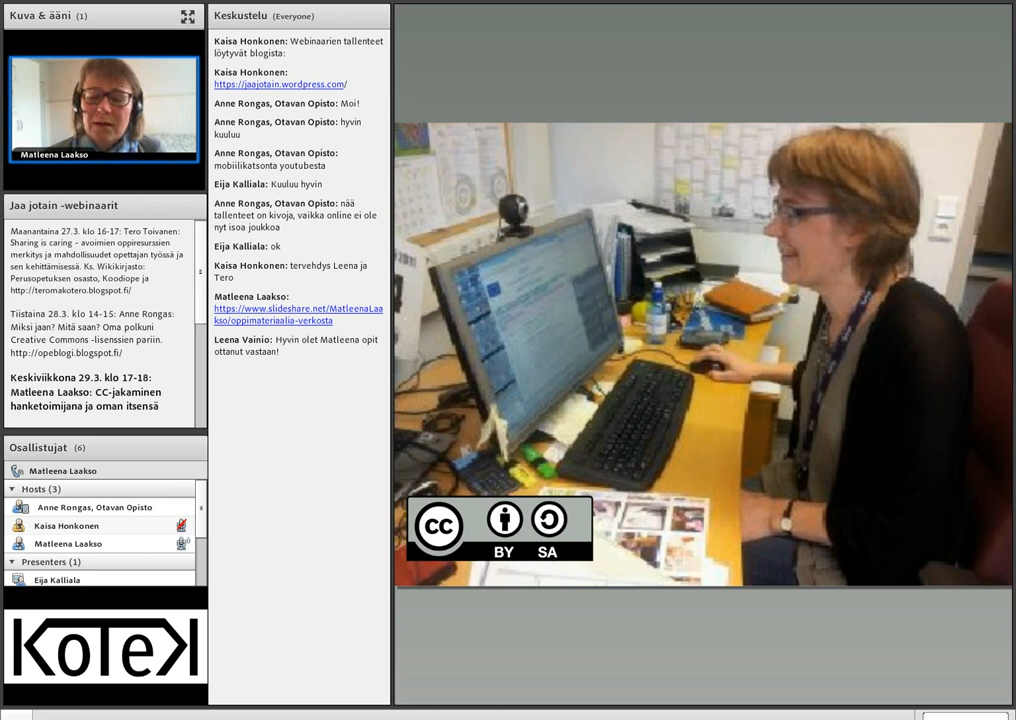 Kuva & ääni (1)
Matleena Laakso
Jaa jotain -webinaarit
Maanantaina 27.3. klo 16-17: Tero Toivanen:
Sharing is caring – avoimien oppiresurssien
merkitys ja mahdollisuudet opettajan työssä ja
sen kehittämisessä. Ks. Wikikirjasto:
Perusopetuksen osasto, Koodiope ja
http://teromakotero.blogspot.fi/
Tiistaina 28.3. klo 14-15: Anne Rongas:
Miksi jaan? Mitä saan? Oma polkuni
Creative Commons -lisenssien pariin.
http://opeblogi.blogspot.fi/
Keskiviikkona 29.3. klo 17-18:
Matleena Laakso: CC-jakaminen
hanketoimijana ja oman itsensä
Osallistujat (6)
Matleena Laakso
Hosts (3)
Anne Rongas, Otavan Opisto
Kaisa Honkonen
Matleena Laakso
Presenters (1)
Eija Kalliala
KoTeK
Keskustelu (Everyone)
Kaisa Honkonen: Webinaarien tallenteet
löytyvät blogista:
Kaisa Honkonen:
https://jaajotain.wordpress.com/
Anne Rongas, Otavan Opisto: Moi!
Anne Rongas, Otavan Opisto: hyvin
kuuluu
Anne Rongas, Otavan Opisto:
mobiilikatsonta youtubesta
Eija Kalliala: Kuuluu hyvin
Anne Rongas, Otavan Opisto: nää
tallenteet on kivoja, vaikka online ei ole
nyt isoa joukkoa
Eija Kalliala: ok
Kaisa Honkonen: tervehdys Leena ja
Tero
Matleena Laakso:
https://www.slideshare.net/MatleenaLaa
kso/oppimateriaalia-verkosta
Leena Vainio: Hyvin olet Matleena opit
ottanut vastaan!
cc
BY SA